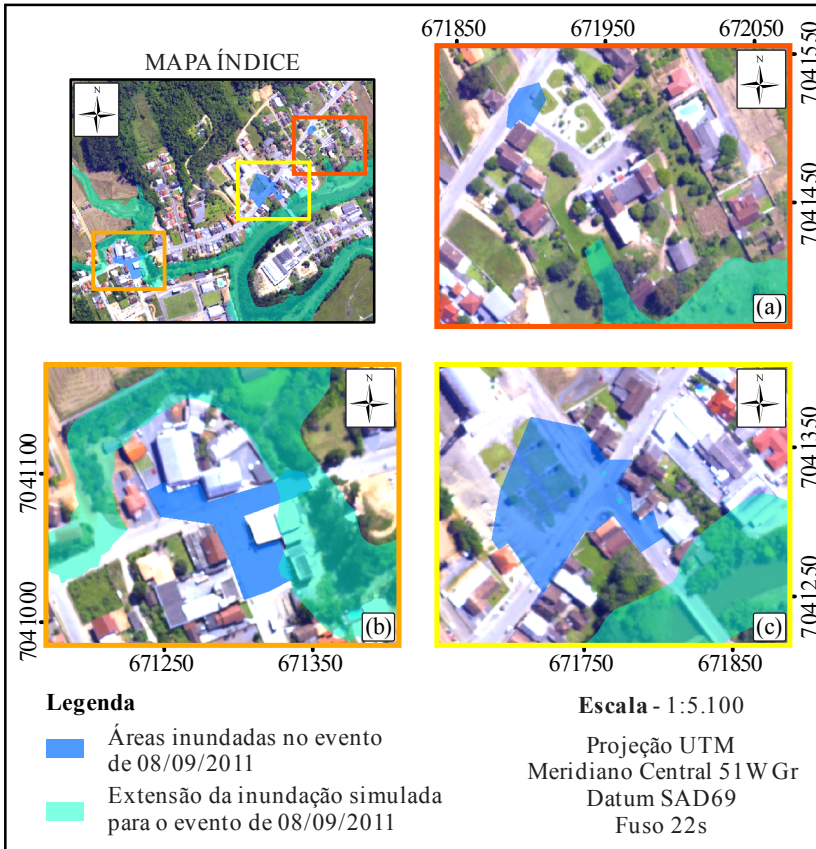 MAPA ÍNDICE
N
671850 671950 672050
N
7041550
7041450
(a)
N
7041100
7041000
(b)
671250 671350
N
7041350
7041250
(c)
671750 671850
Legenda
Áreas inundadas no evento
de 08/09/2011
Extensão da inundação simulada
para o evento de 08/09/2011
Escala - 1:5.100
Projeção UTM
Meridiano Central 51W Gr
Datum SAD69
Fuso 22s